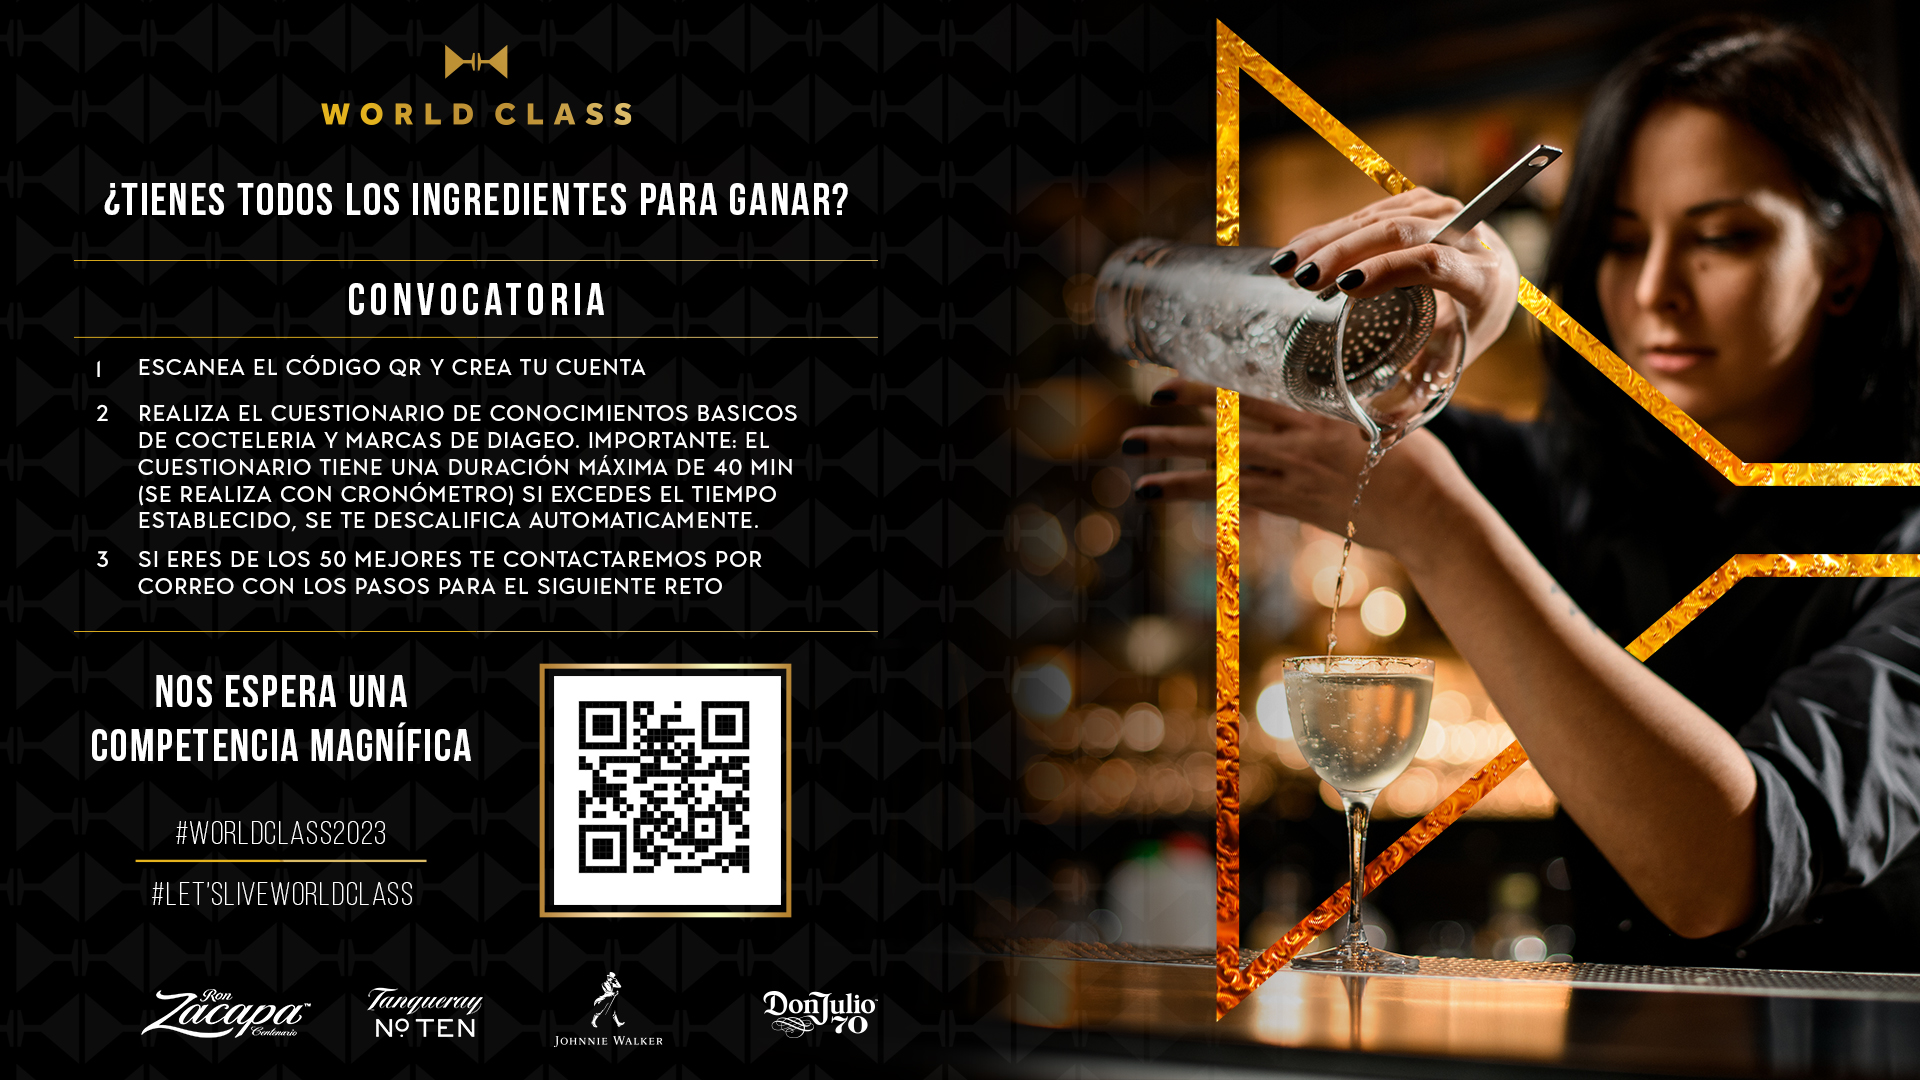 WORLD CLASS
¿TIENES TODOS LOS INGREDIENTES PARA GANAR?
CONVOCATORIA
1 ESCANEA EL CÓDIGO QR Y CREA TU CUENTA
2 REALIZA EL CUESTIONARIO DE CONOCIMIENTOS BASICOS
DE COCTELERIA Y MARCAS DE DIAGEO. IMPORTANTE: EL
CUESTIONARIO TIENE UNA DURACIÓN MÁXIMA DE 40 MIN
(SE REALIZA CON CRONÓMETRO) SI EXCEDES EL TIEMPO
ESTABLECIDO, SE TE DESCALIFICA AUTOMATICAMENTE.
3 SI ERES DE LOS 50 MEJORES TE CONTACTAREMOS POR
CORREO CON LOS PASOS PARA EL SIGUIENTE RETO
NOS ESPERA UNA
COMPETENCIA MAGNÍFICA
#WORLDCLASS2023
#LET'SLIVEWORLDCLASS
Ron
Zacapa™
Centenario
Tanqueray
Nº TEN
JOHNNIE WALKER
DonJulio
70